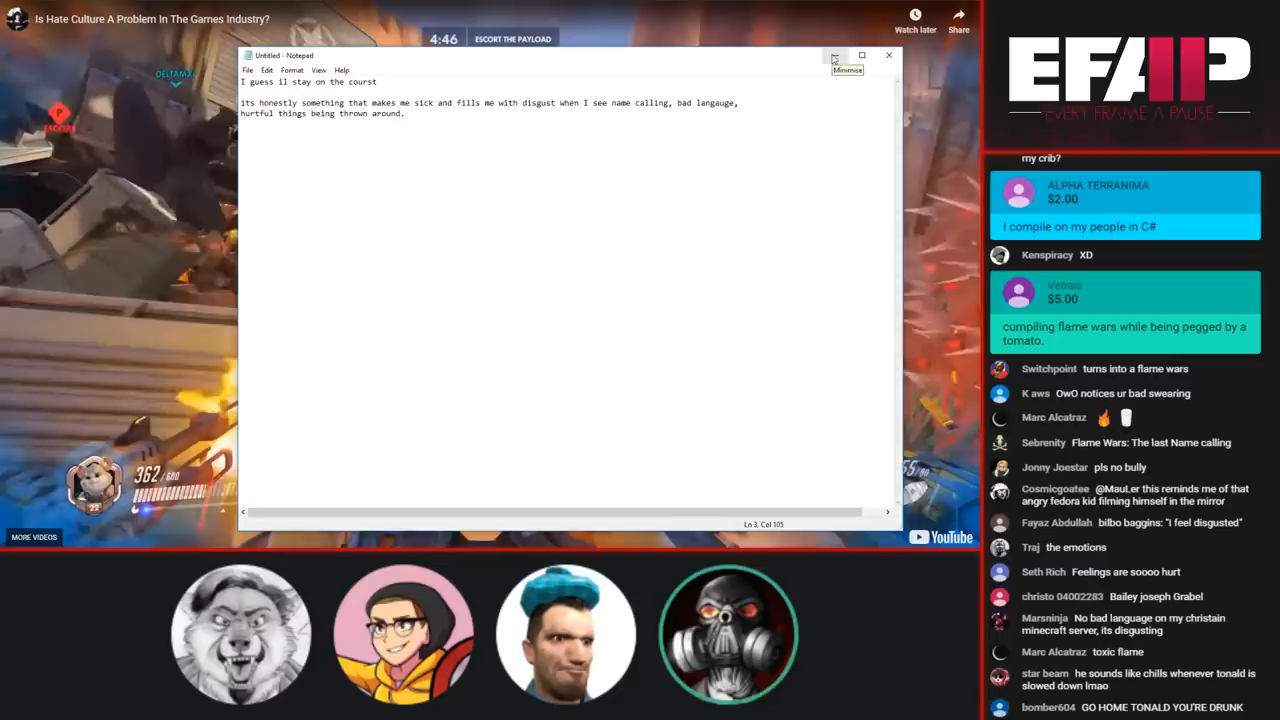 Is Hate Culture A Problem In The Games Industry?
4:46
ESCORT THE PAYLOAD
Watch later
Share
Untitled - Notepad
Minimise
File Edit Format View Help
I guess il stay on the courst
its honestly something that makes me sick and fills me with disgust when I see name calling, bad langauge,
hurtful things being thrown around.
Ln 3, Col 105
P
ESCORT
362/600
22
MORE VIDEOS
YouTube
EFAP
EVERY FRAME A PAUSE
my crib?
ALPHA TERRANIMA
$2.00
I compile on my people in C#
Kenspiracy XD
Vetrais
$5.00
cumpiling flame wars while being pegged by a
tomato.
Switchpoint turns into a flame wars
K aws OwO notices ur bad swearing
Marc Alcatraz 🔥 🥛
Sebrenity Flame Wars: The last Name calling
Jonny Joestar pls no bully
Cosmicgoatee @MauLer this reminds me of that
angry fedora kid filming himself in the mirror
Fayaz Abdullah bilbo baggins: "I feel disgusted"
Traj the emotions
Seth Rich Feelings are soooo hurt
christo 04002283 Bailey joseph Grabel
Marsninja No bad language on my christain
minecraft server, its disgusting
Marc Alcatraz toxic flame
star beam he sounds like chills whenever tonald is
slowed down lmao
bomber604 GO HOME TONALD YOU'RE DRUNK